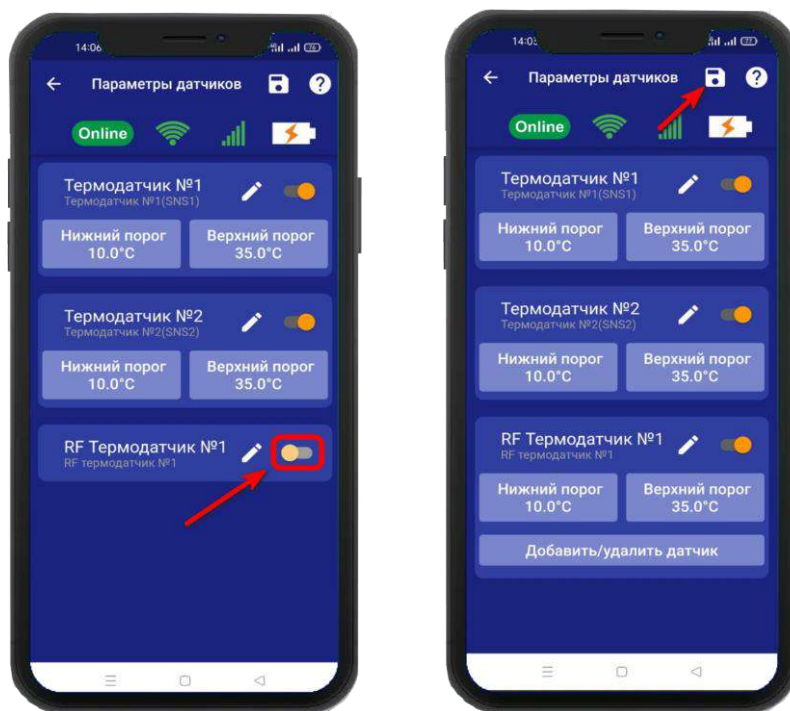 14:06
76
Параметры датчиков
Online
Термодатчик №1
Термодатчик №1(SNS1)
Нижний порог
10.0°C
Верхний порог
35.0°C
Термодатчик №2
Термодатчик №2(SNS2)
Нижний порог
10.0°C
Верхний порог
35.0°C
RF Термодатчик №1
RF термодатчик №1
14:0
77
Параметры датчиков
?
Online
Термодатчик №1
Термодатчик №1(SNS1)
Нижний порог
10.0°C
Верхний порог
35.0°C
Термодатчик №2
Термодатчик №2(SNS2)
Нижний порог
10.0°C
Верхний порог
35.0°C
RF Термодатчик №1
RF термодатчик №1
Нижний порог
10.0°C
Верхний порог
35.0°C
Добавить/удалить датчик